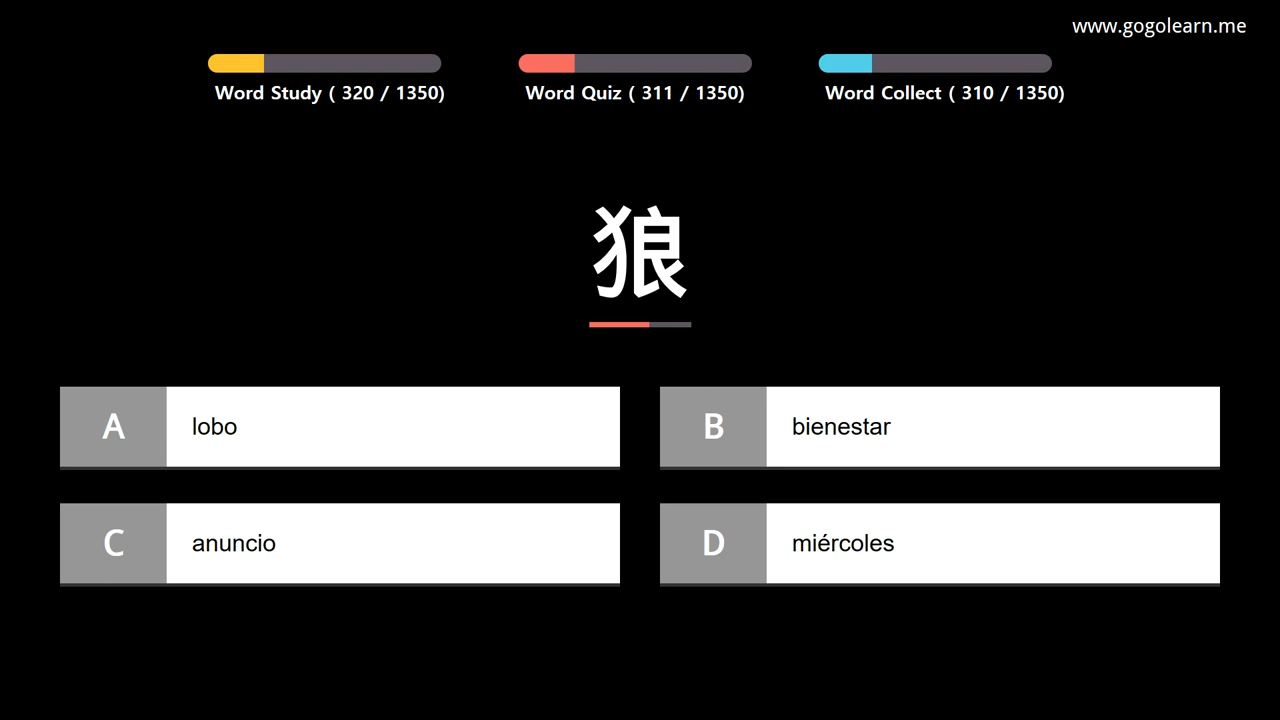 www.gogolearn.me
Word Study ( 320 / 1350)
Word Quiz ( 311 / 1350)
Word Collect ( 310 / 1350)
狼
A lobo
B bienestar
C anuncio
D miércoles